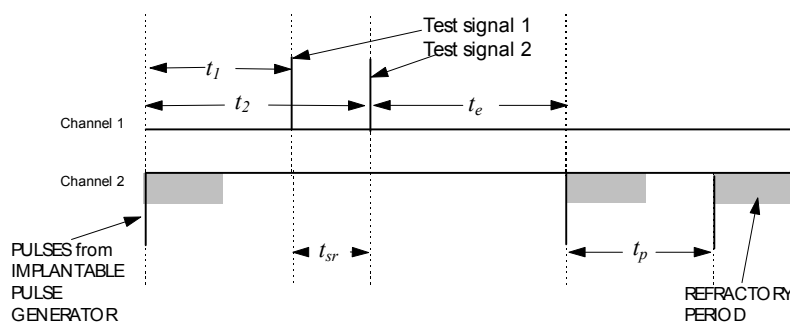 Test signal 1
Test signal 2
t1
t2
te
Channel 1
Channel 2
tsr
tp
PULSES from
IMPLANTABLE
PULSE
GENERATOR
REFRACTORY
PERIOD